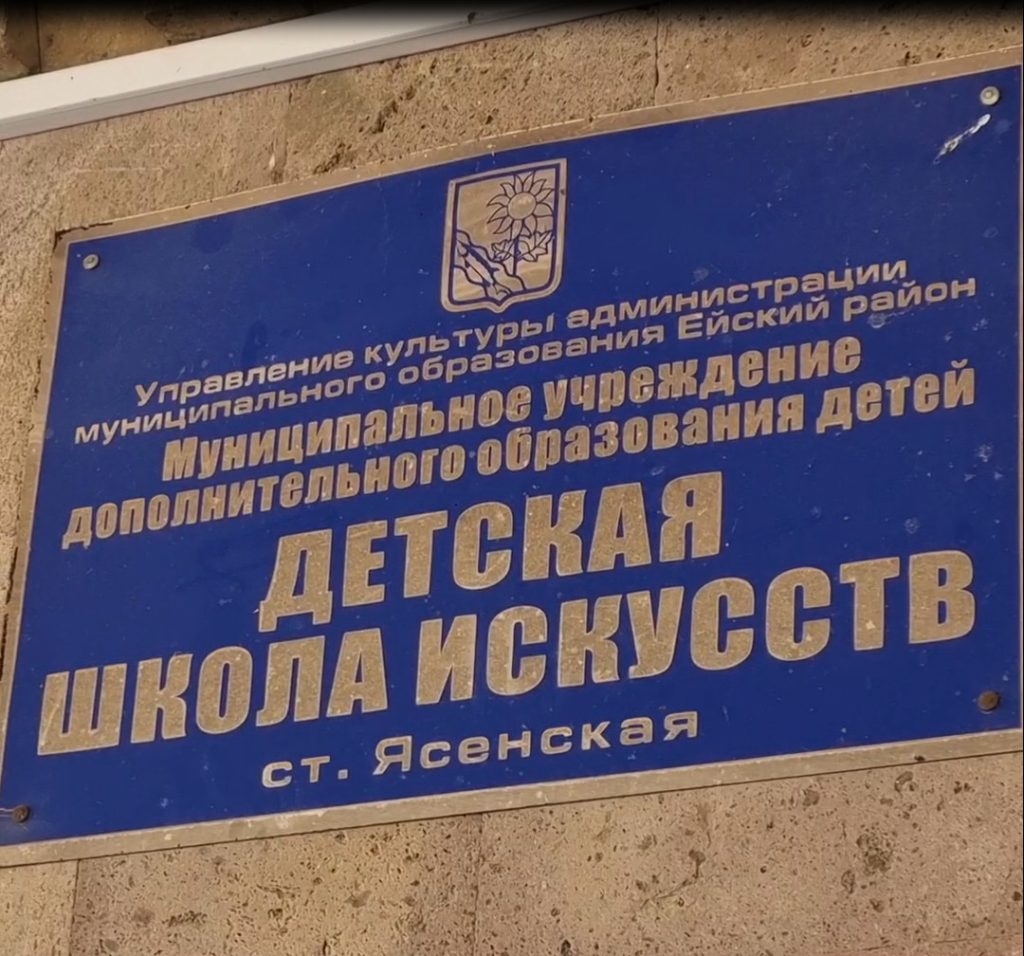 Управление культуры администрации
муниципального образования Ейский район
Муниципальное учреждение
дополнительного образования детей
ДЕТСКАЯ
ШКОЛА ИСКУССТВ
ст. Ясенская